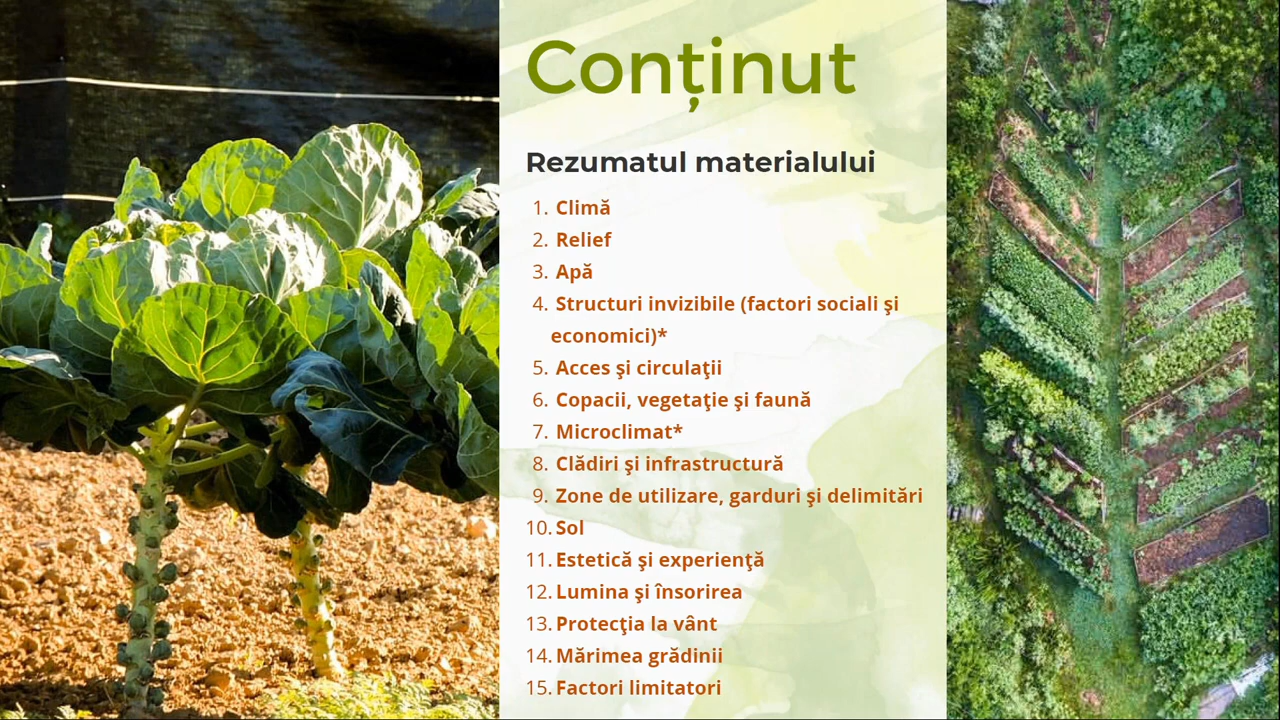 Conținut
Rezumatul materialului
1. Climă
2. Relief
3. Apă
4. Structuri invizibile (factori sociali şi
economici)*
5. Acces şi circulaţii
6. Copacii, vegetaţie şi faună
7. Microclimat*
8. Clădiri şi infrastructură
9. Zone de utilizare, garduri şi delimitări
10. Sol
11. Estetică şi experienţă
12. Lumina şi însorirea
13. Protecţia la vânt
14. Mărimea grădinii
15. Factori limitatori